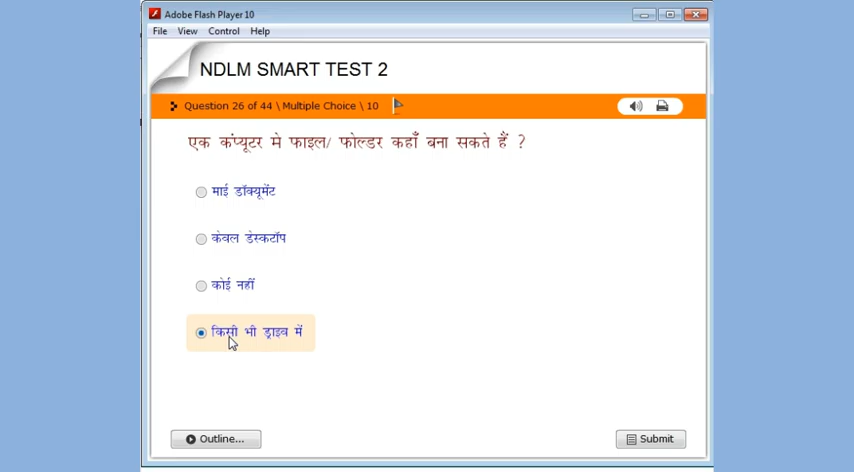 Adobe Flash Player 10
File View Control Help
NDLM SMART TEST 2
Question 26 of 44 \ Multiple Choice \ 10
एक कंप्यूटर मे फाइल/ फोल्डर कहाँ बना सकते हैं ?
माई डॉक्यूमेंट
केवल डेस्कटॉप
कोई नहीं
किसी भी ड्राइव में
Outline... Submit